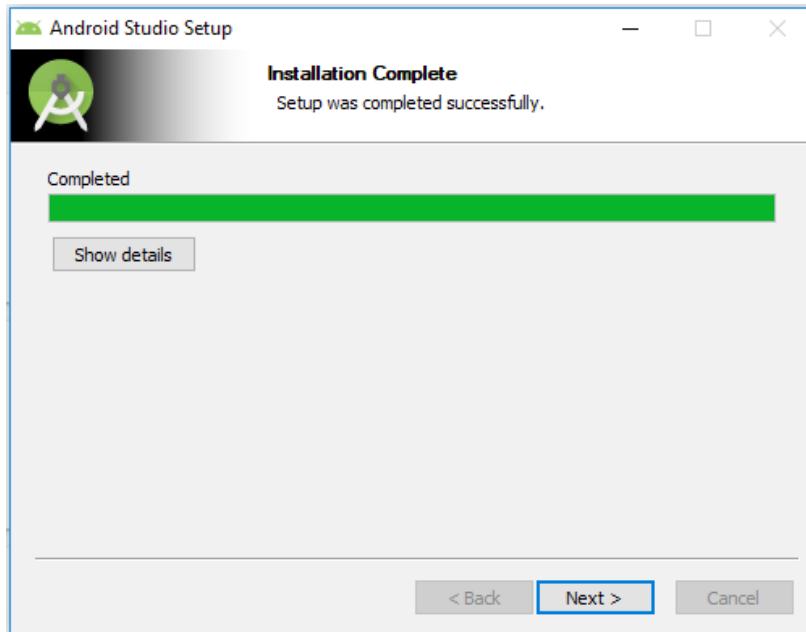 Android Studio Setup
Installation Complete
Setup was completed successfully.
Completed
Show details
< Back Next > Cancel